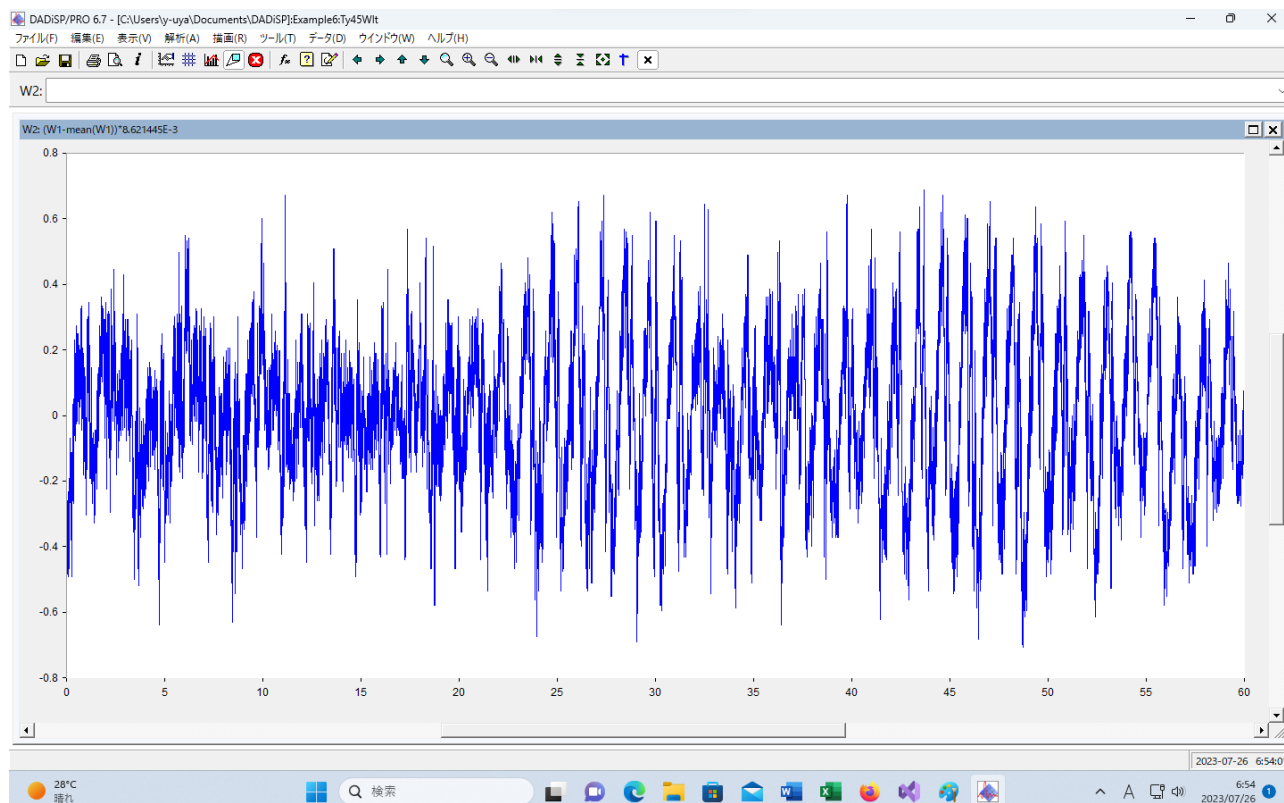 DADiSP/PRO 6.7 - [C:\Users\y-uya\Documents\DADiSP]:Example6:Ty45Wlt
ファイル(F) 編集(E) 表示(V) 解析(A) 描画(R) ツール(T) データ(D) ウインドウ(W) ヘルプ(H)
W2:
W2: (W1-mean(W1))*8.621445E-3
0.8
0.6
0.4
0.2
0
-0.2
-0.4
-0.6
-0.8
0 5 10 15 20 25 30 35 40 45 50 55 60
2023-07-26 6:54:0
28°C
晴れ
検索
A
6:54
2023/07/26
1